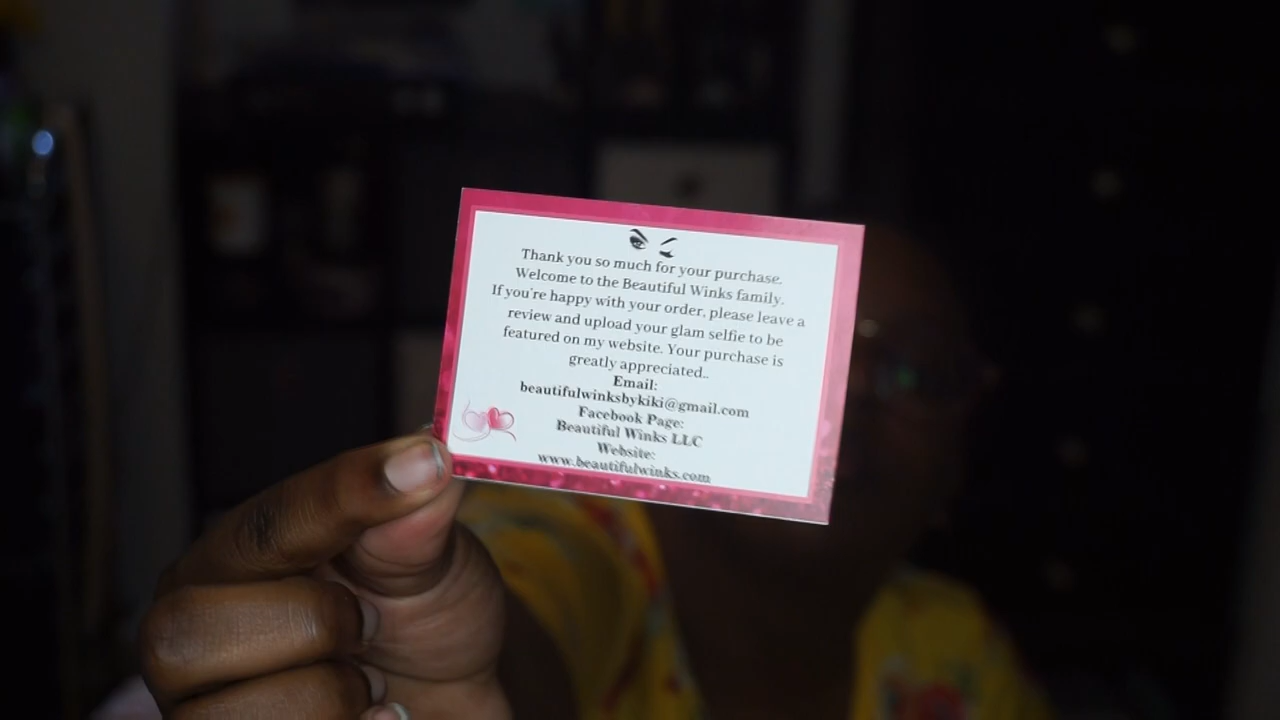 Thank you so much for your purchase.
Welcome to the Beautiful Winks family.
If you're happy with your order, please leave a
review and upload your glam selfie to be
featured on my website. Your purchase is
greatly appreciated..
Email:
beautifulwinksbykiki@gmail.com
Facebook Page:
Beautiful Winks LLC
Website:
www.beautifulwinks.com